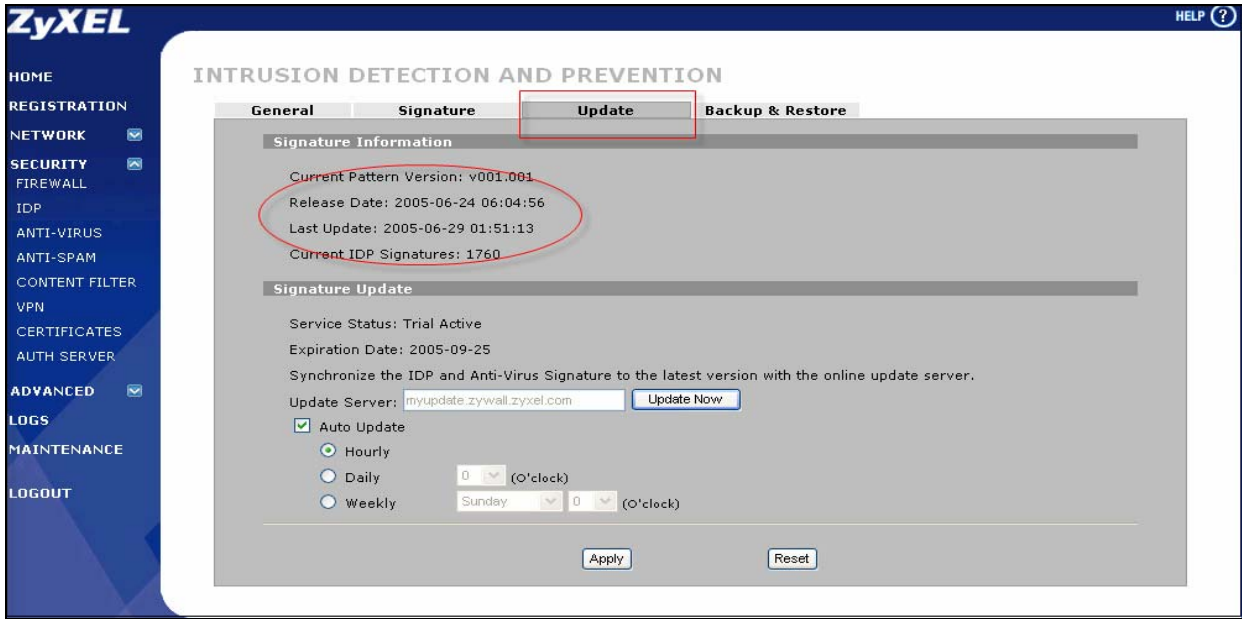 ZyXEL
HELP ?
HOME
REGISTRATION
NETWORK
SECURITY
FIREWALL
IDP
ANTI-VIRUS
ANTI-SPAM
CONTENT FILTER
VPN
CERTIFICATES
AUTH SERVER
ADVANCED
LOGS
MAINTENANCE
LOGOUT
INTRUSION DETECTION AND PREVENTION
General Signature Update Backup & Restore
Signature Information
Current Pattern Version: v001.001
Release Date: 2005-06-24 06:04:56
Last Update: 2005-06-29 01:51:13
Current IDP Signatures: 1760
Signature Update
Service Status: Trial Active
Expiration Date: 2005-09-25
Synchronize the IDP and Anti-Virus Signature to the latest version with the online update server.
Update Server: myupdate.zywall.zyxel.com Update Now
Auto Update
Hourly
Daily 0 (O'clock)
Weekly Sunday 0 (O'clock)
Apply Reset